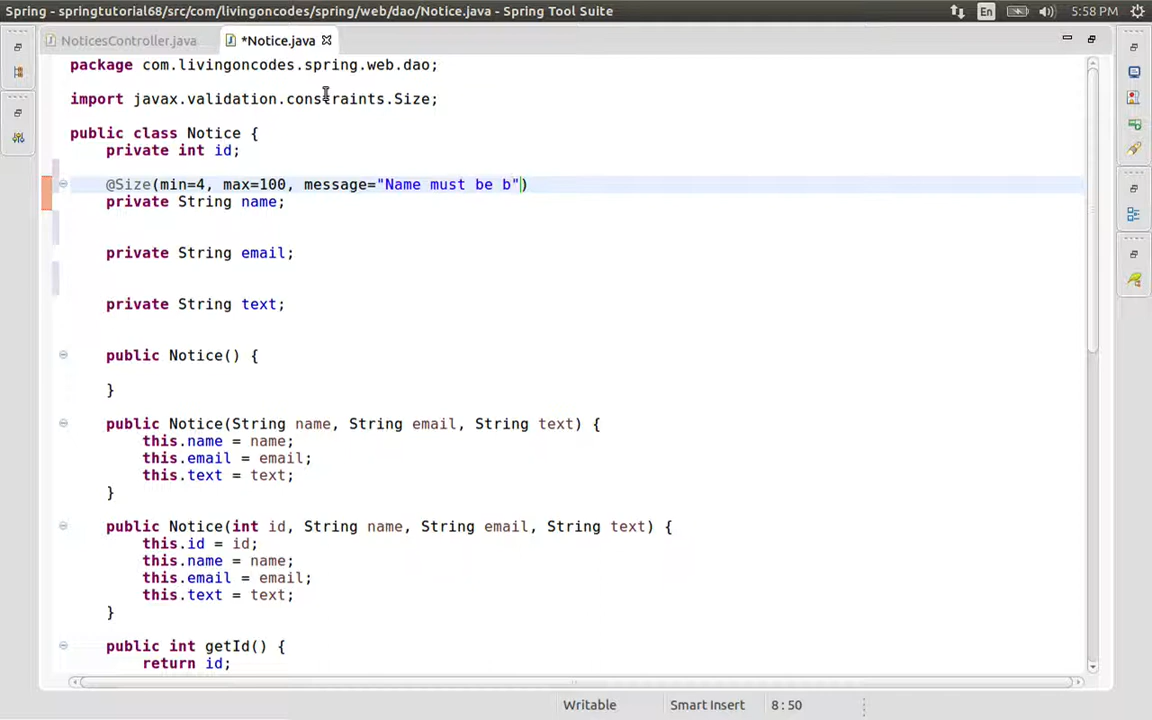 Spring - springtutorial68/src/com/livingoncodes/spring/web/dao/Notice.java - Spring Tool Suite
En
5:58 PM
NoticesController.java
*Notice.java
package com.livingoncodes.spring.web.dao;
import javax.validation.constraints.Size;
public class Notice {
private int id;
@Size(min=4, max=100, message="Name must be b")
private String name;
private String email;
private String text;
public Notice() {
}
public Notice(String name, String email, String text) {
this.name = name;
this.email = email;
this.text = text;
}
public Notice(int id, String name, String email, String text) {
this.id = id;
this.name = name;
this.email = email;
this.text = text;
}
public int getId() {
return id;
Writable
Smart Insert
8 : 50